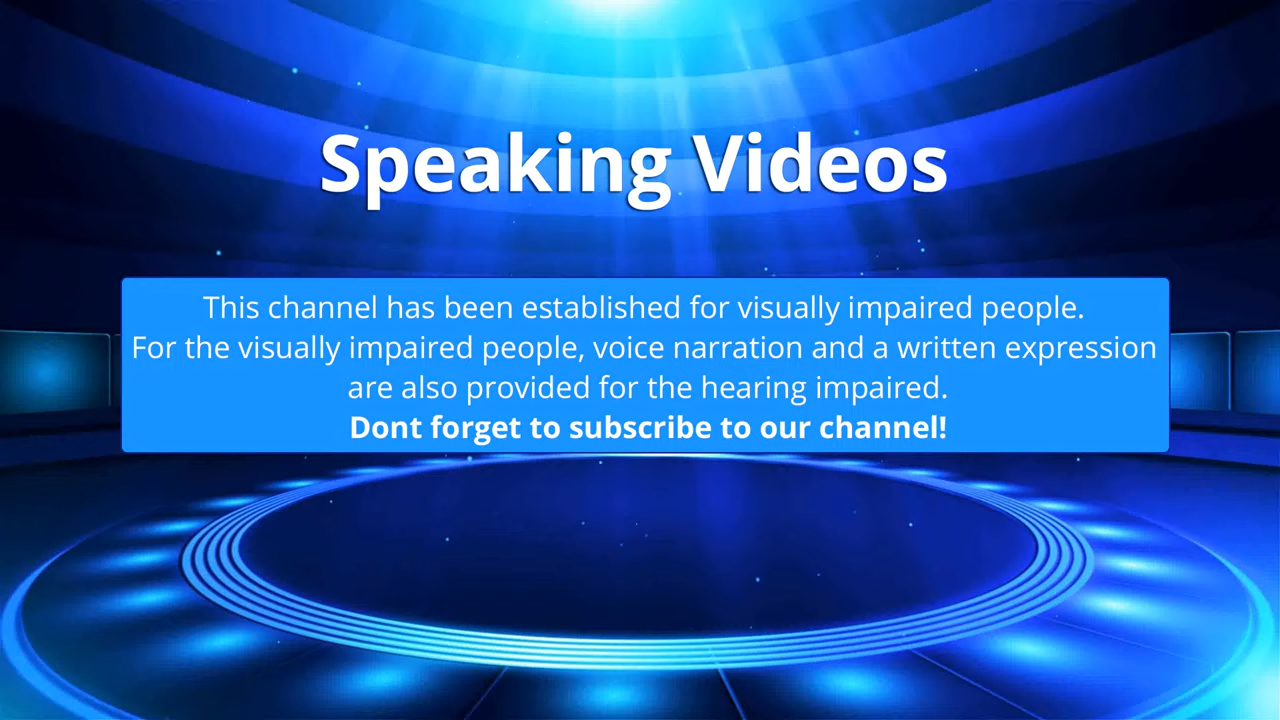 Speaking Videos
This channel has been established for visually impaired people.
For the visually impaired people, voice narration and a written expression
are also provided for the hearing impaired.
Dont forget to subscribe to our channel!